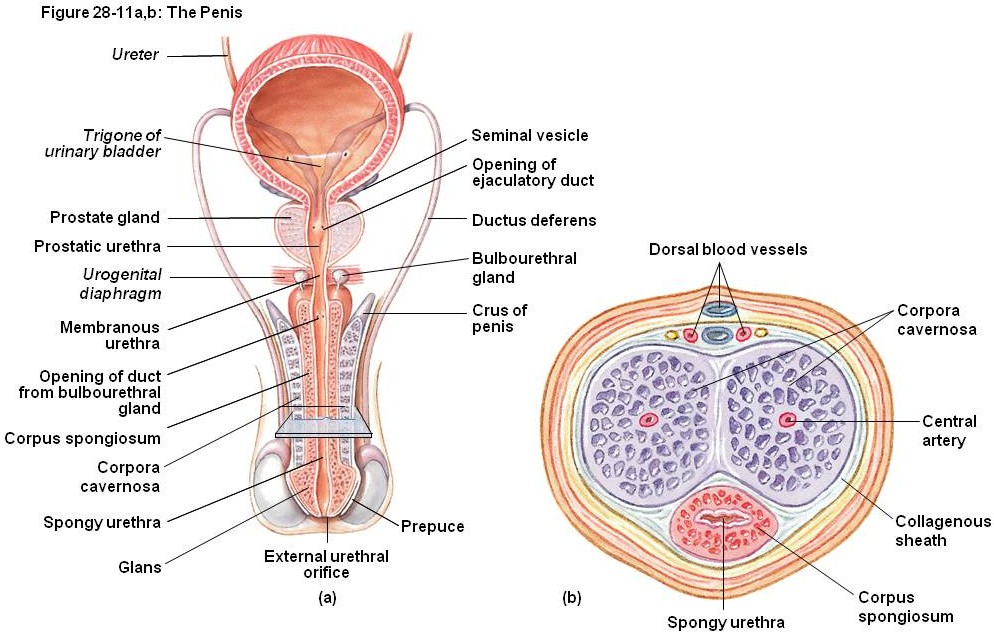 Figure 28-11a,b: The Penis
Ureter
Trigone of
urinary bladder
Prostate gland
Prostatic urethra
Urogenital
diaphragm
Membranous
urethra
Opening of duct
from bulbourethral
gland
Corpus spongiosum
Corpora
cavernosa
Spongy urethra
Glans
Seminal vesicle
Opening of
ejaculatory duct
Ductus deferens
Bulbourethral
gland
Crus of
penis
Prepuce
External urethral
orifice
(a)
Dorsal blood vessels
Corpora
cavernosa
Central
artery
Collagenous
sheath
Corpus
spongiosum
Spongy urethra
(b)